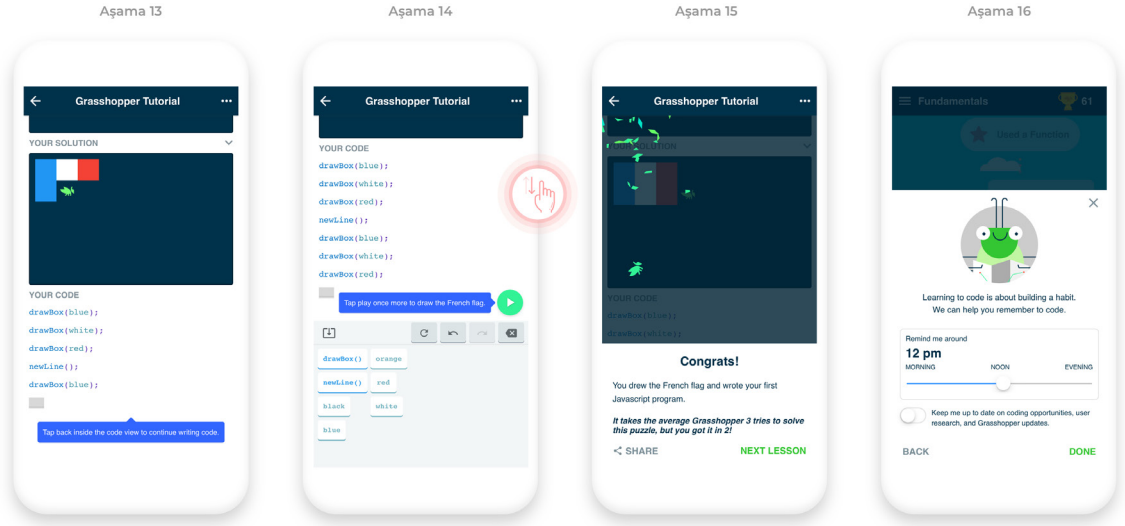 Aşama 13
Grasshopper Tutorial
YOUR SOLUTION
YOUR CODE
drawBox(blue);
drawBox(white);
drawBox(red);
newLine();
drawBox(blue);
Tap back inside the code view to continue writing code.
Aşama 14
Grasshopper Tutorial
YOUR CODE
drawBox(blue);
drawBox(white);
drawBox(red);
newLine();
drawBox(blue);
drawBox(white);
drawBox(red);
Tap play once more to draw the French flag.
drawBox() orange
newLine() red
black white
blue
Aşama 15
Grasshopper Tutorial
YOUR SOLUTION
YOUR CODE
drawBox(blue);
drawBox(white);
Congrats!
You drew the French flag and wrote your first
Javascript program.
It takes the average Grasshopper 3 tries to solve
this puzzle, but you got it in 2!
SHARE NEXT LESSON
Aşama 16
Fundamentals 61
Used a Function
Learning to code is about building a habit.
We can help you remember to code.
Remind me around
12 pm
MORNING NOON EVENING
Keep me up to date on coding opportunities, user
research, and Grasshopper updates.
BACK DONE